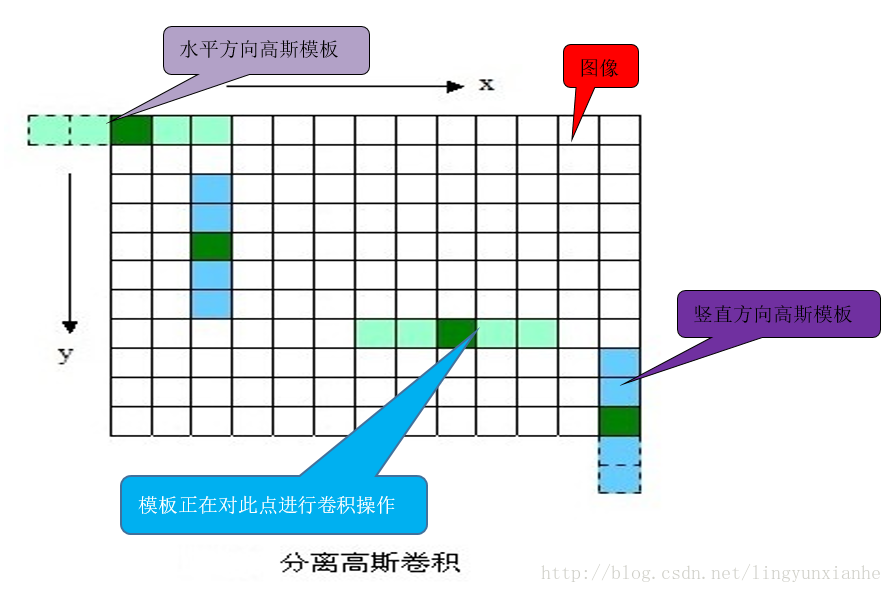 水平方向高斯模板
图像
x
y
竖直方向高斯模板
模板正在对此点进行卷积操作
分离高斯卷积
http://blog.csdn.net/lingyunxianhe